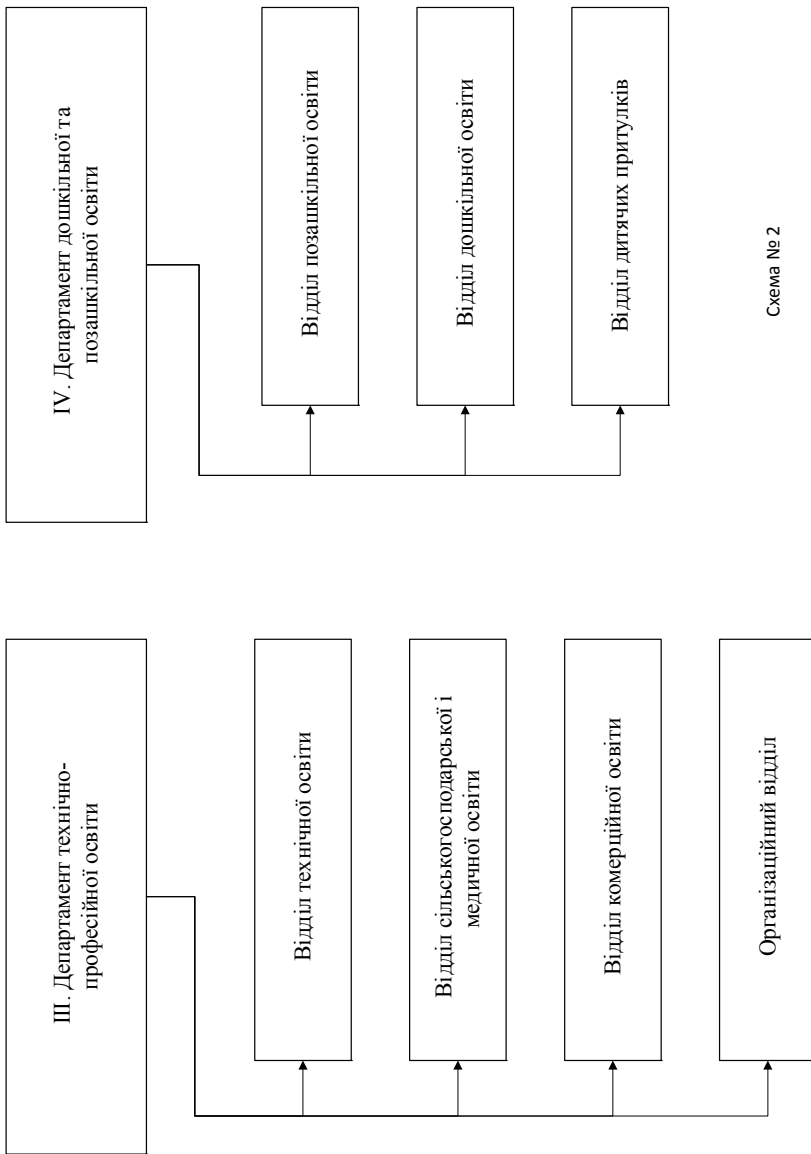 III. Департамент технічно-
професійної освіти
Відділ технічної освіти
Відділ сільськогосподарської і
медичної освіти
Відділ комерційної освіти
Організаційний відділ
IV. Департамент дошкільної та
позашкільної освіти
Відділ позашкільної освіти
Відділ дошкільної освіти
Відділ дитячих притулків
Схема № 2